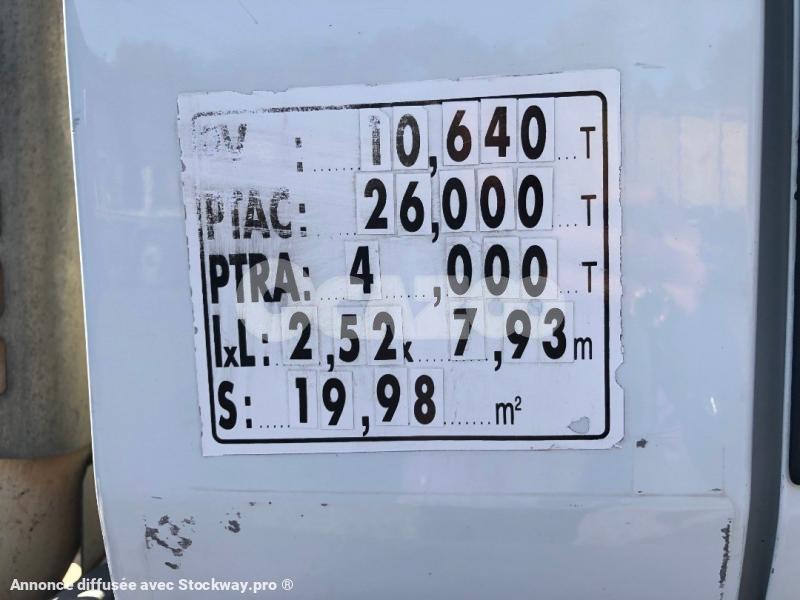 PV : ...... 10,640 ... T
PTAC: ... 26,000 ... T
PTRA: ... 4 ......,000 ... T
lxL: 2,52x ..... 7,93m
S: ..... 19,98 ....... m²
Annonce diffusée avec Stockway.pro ®